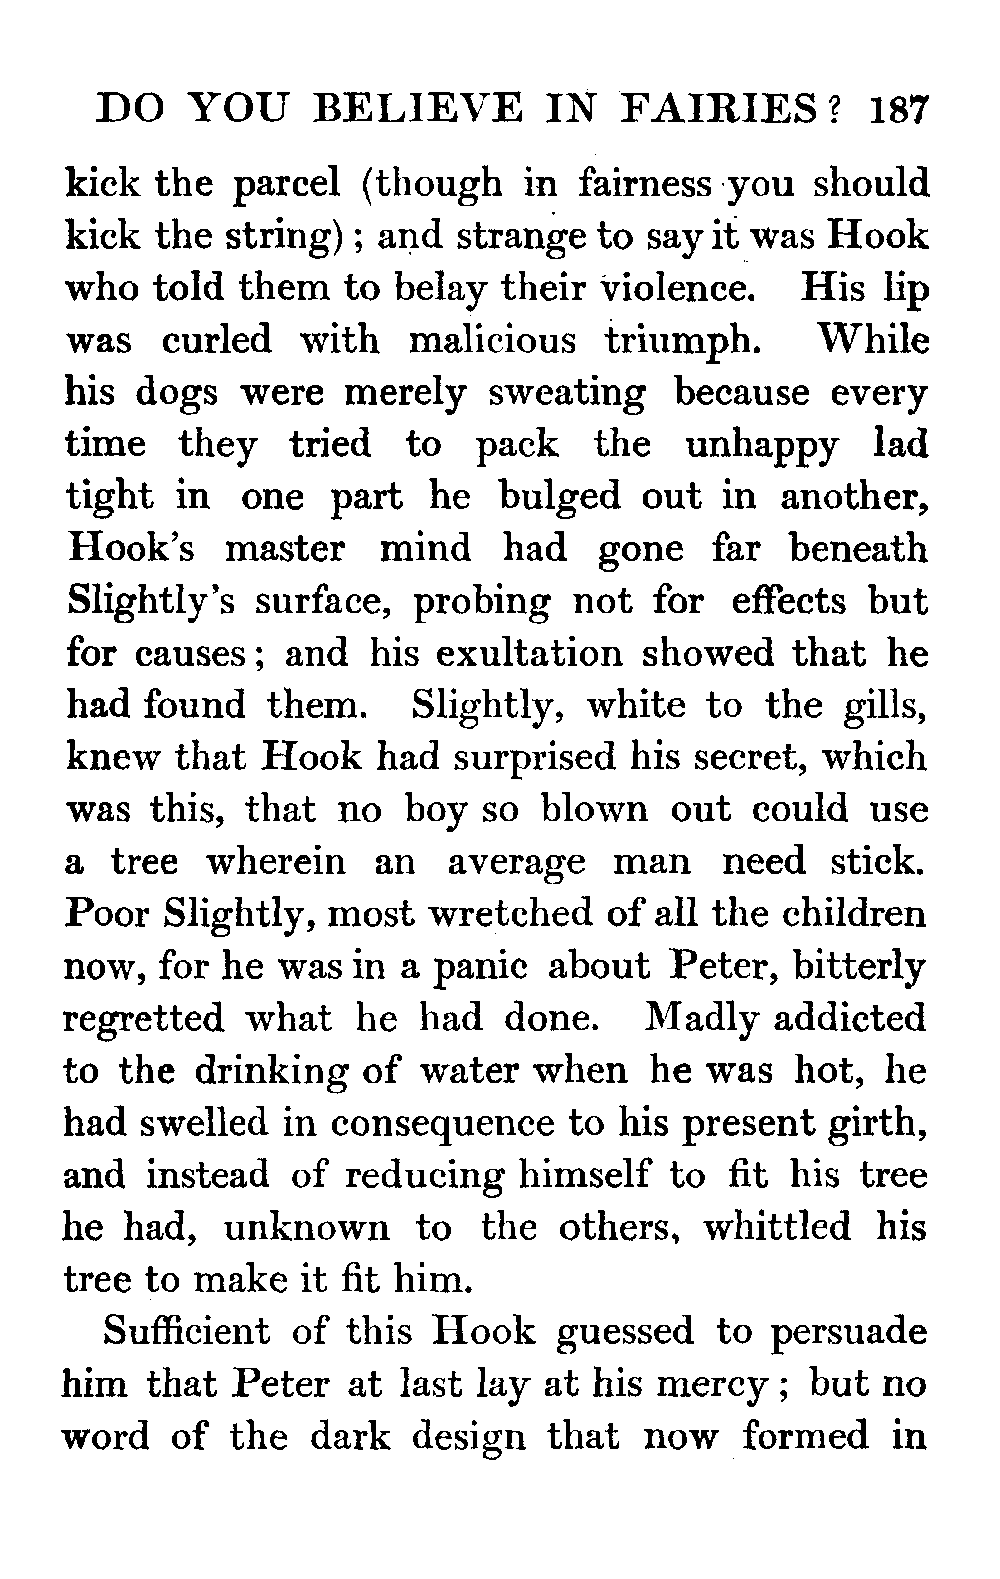 DO YOU BELIEVE IN FAIRIES? 187
kick the parcel (though in fairness you should
kick the string); and strange to say it was Hook
who told them to belay their violence. His lip
was curled with malicious triumph. While
his dogs were merely sweating because every
time they tried to pack the unhappy lad
tight in one part he bulged out in another,
Hook's master mind had gone far beneath
Slightly's surface, probing not for effects but
for causes; and his exultation showed that he
had found them. Slightly, white to the gills,
knew that Hook had surprised his secret, which
was this, that no boy so blown out could use
a tree wherein an average man need stick.
Poor Slightly, most wretched of all the children
now, for he was in a panic about Peter, bitterly
regretted what he had done. Madly addicted
to the drinking of water when he was hot, he
had swelled in consequence to his present girth,
and instead of reducing himself to fit his tree
he had, unknown to the others, whittled his
tree to make it fit him.
Sufficient of this Hook guessed to persuade
him that Peter at last lay at his mercy; but no
word of the dark design that now formed in